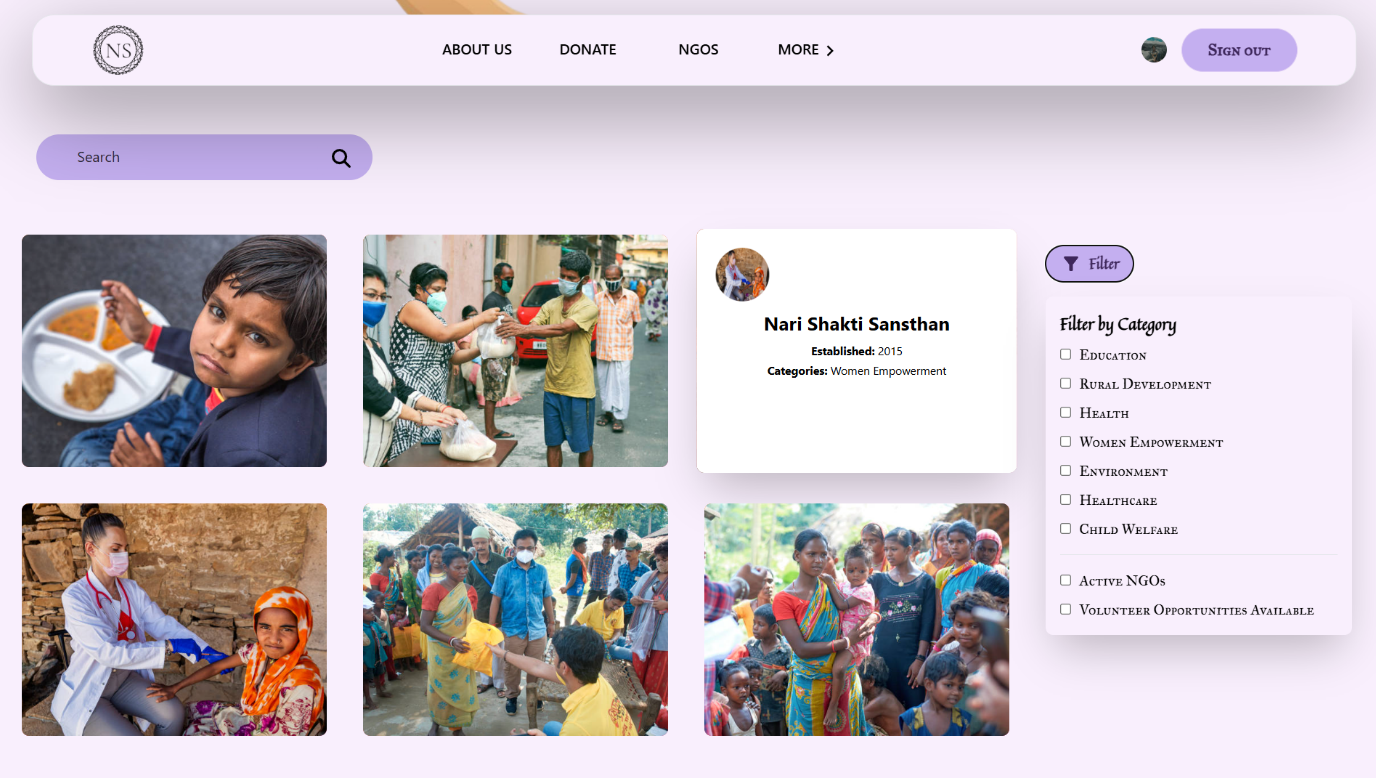 NS
ABOUT US
DONATE
NGOS
MORE
Sign out
Search
Nari Shakti Sansthan
Established: 2015
Categories: Women Empowerment
Filter
Filter by Category
Education
Rural Development
Health
Women Empowerment
Environment
Healthcare
Child Welfare
Active NGOs
Volunteer Opportunities Available